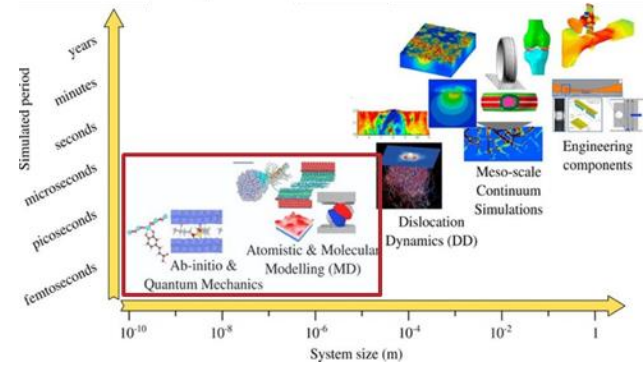 Simulated period
years
minutes
seconds
microseconds
picoseconds
femtoseconds
Engineering
components
Meso-scale
Continuum
Simulations
Dislocation
Dynamics (DD)
Atomistic & Molecular
Modelling (MD)
Ab-initio &
Quantum Mechanics
10⁻¹⁰ 10⁻⁸ 10⁻⁶ 10⁻⁴ 10⁻² 1
System size (m)